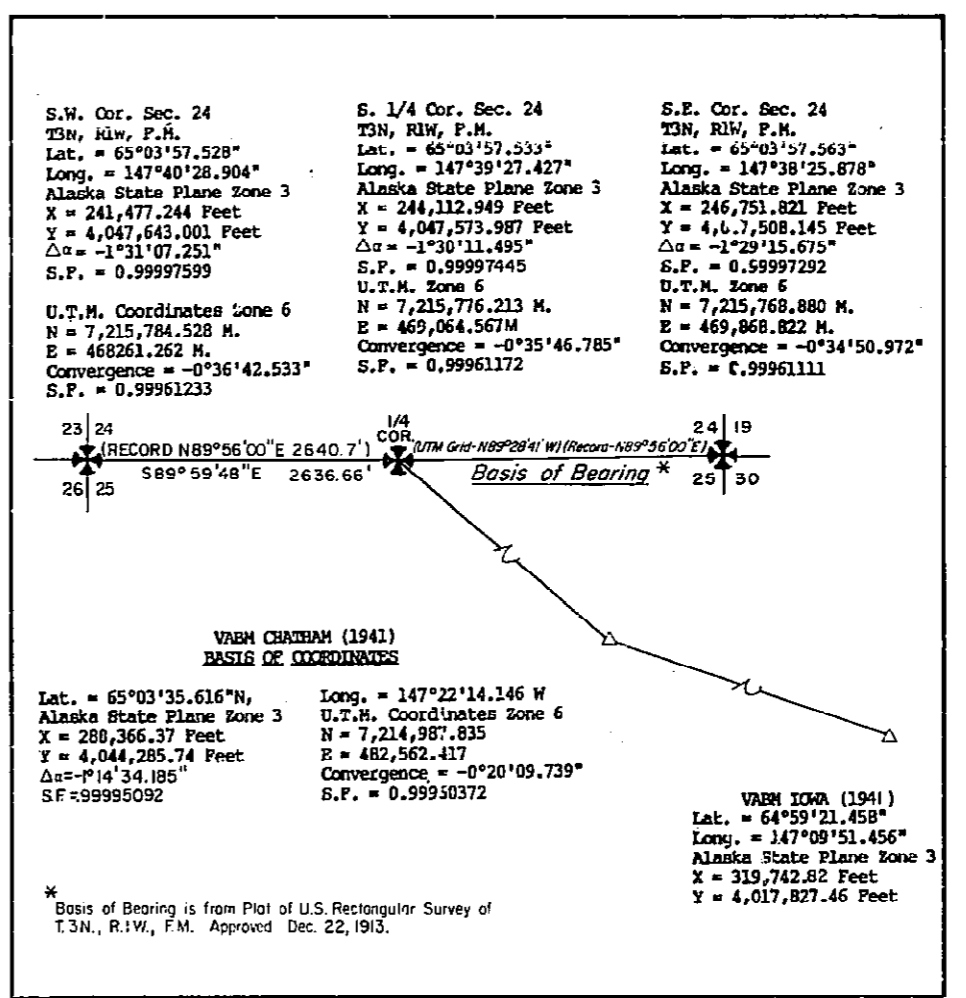 S.W. Cor. Sec. 24
T3N, R1W, F.M.
Lat. = 65°03'57.528"
Long. = 147°40'28.904"
Alaska State Plane Zone 3
X = 241,477.244 Feet
Y = 4,047,643.001 Feet
Δα = -1°31'07.251"
S.F. = 0.99997599
U.T.M. Coordinates Zone 6
N = 7,215,784.528 M.
E = 468261.262 M.
Convergence = -0°36'42.533"
S.F. = 0.99961233
S. 1/4 Cor. Sec. 24
T3N, R1W, F.M.
Lat. = 65°03'57.533"
Long. = 147°39'27.427"
Alaska State Plane Zone 3
X = 244,112.949 Feet
Y = 4,047,573.987 Feet
Δα = -1°30'11.495"
S.F. = 0.99997445
U.T.M. Zone 6
N = 7,215,776.213 M.
E = 469,064.567M
Convergence = -0°35'46.785"
S.F. = 0.99961172
S.E. Cor. Sec. 24
T3N, R1W, F.M.
Lat. = 65°03'57.563"
Long. = 147°38'25.878"
Alaska State Plane Zone 3
X = 246,751.821 Feet
Y = 4,047,508.145 Feet
Δα = -1°29'15.675"
S.F. = 0.99997292
U.T.M. Zone 6
N = 7,215,768.880 M.
E = 469,868.822 M.
Convergence = -0°34'50.972"
S.F. = 0.99961111
23 24
26 25
(RECORD N89°56'00"E 2640.7')
S89°59'48"E 2636.66'
1/4
COR.
(UTM Grid-N89°28'41"W) (Record-N89°56'00"E)
Basis of Bearing *
24 19
25 30
VABM CHATHAM (1941)
BASIS OF COORDINATES
Lat. = 65°03'35.616"N,
Alaska State Plane Zone 3
X = 288,366.37 Feet
Y = 4,044,285.74 Feet
Δα=-1°14'34.185"
S.F.=.99995092
Long. = 147°22'14.146 W
U.T.M. Coordinates Zone 6
N = 7,214,987.835
E = 482,562.417
Convergence = -0°20'09.739"
S.F. = 0.99960372
VABM IOWA (1941)
Lat. = 64°59'21.458"
Long. = 147°09'51.456"
Alaska State Plane Zone 3
X = 319,742.82 Feet
Y = 4,017,827.46 Feet
*
Basis of Bearing is from Plat of U.S. Rectangular Survey of
T.3N., R.1W., F.M. Approved Dec. 22, 1913.